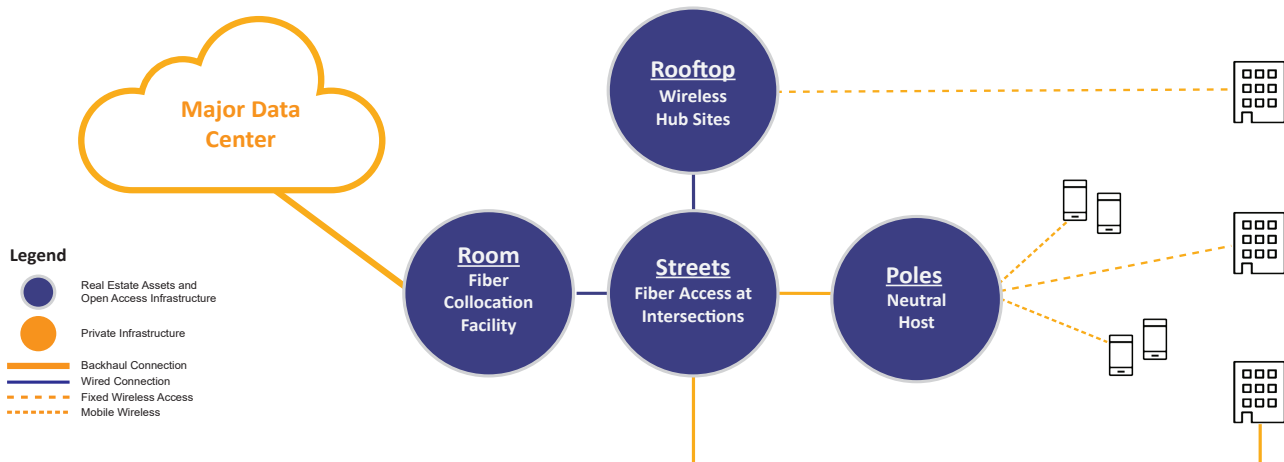 Major Data
Center
Rooftop
Wireless
Hub Sites
Room
Fiber
Collocation
Facility
Streets
Fiber Access at
Intersections
Poles
Neutral
Host
Legend
Real Estate Assets and
Open Access Infrastructure
Private Infrastructure
Backhaul Connection
Wired Connection
Fixed Wireless Access
Mobile Wireless